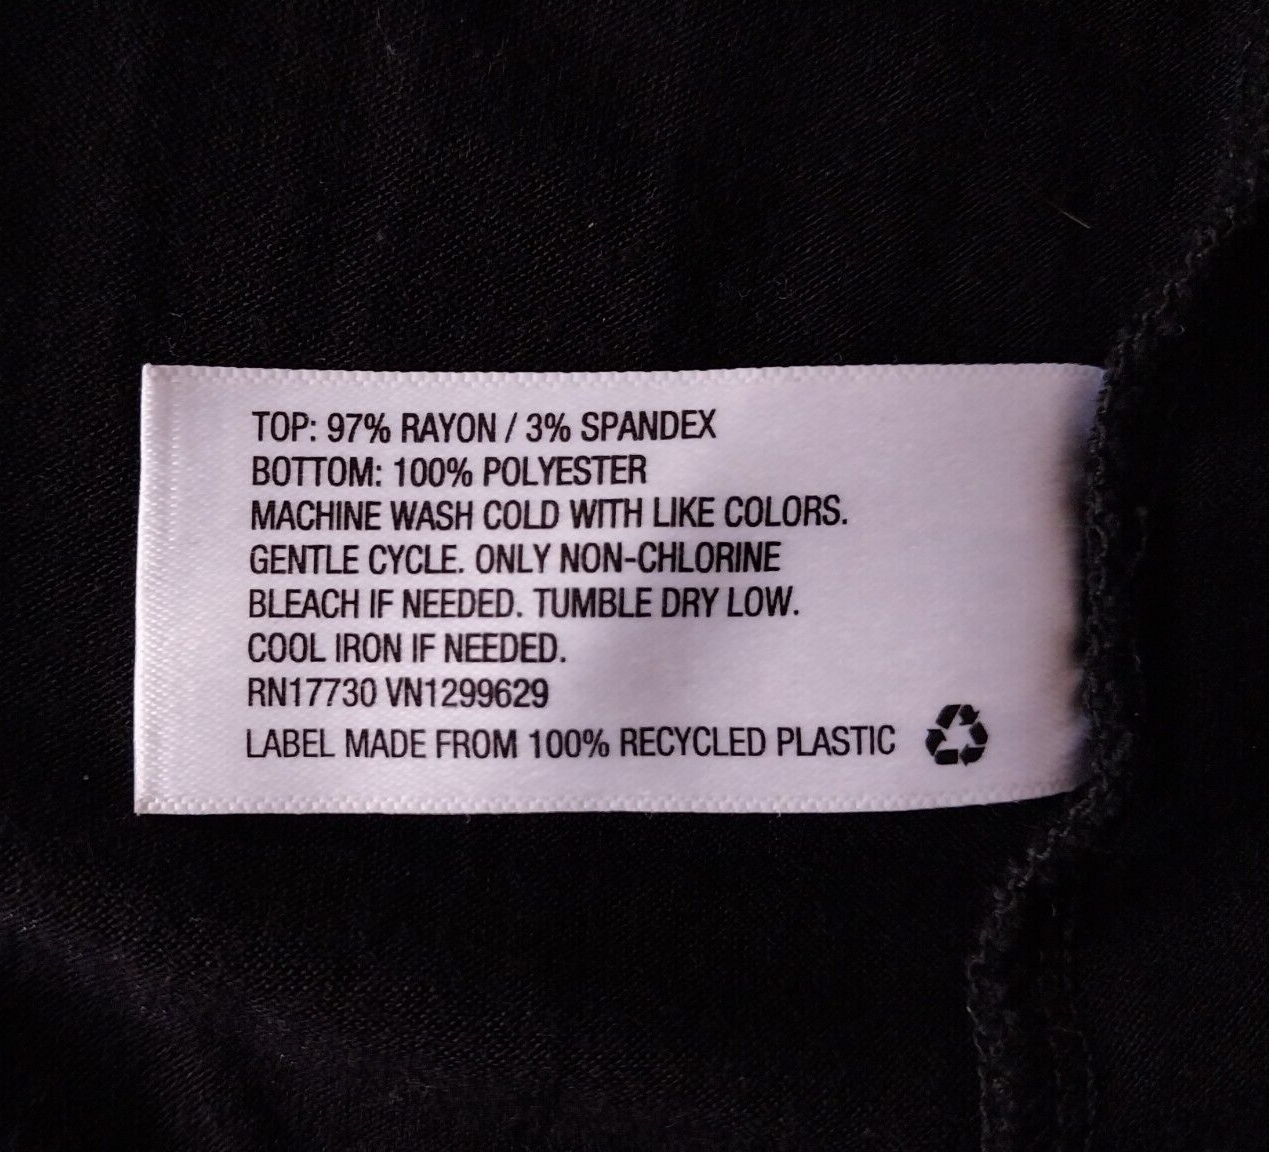 TOP: 97% RAYON / 3% SPANDEX
BOTTOM: 100% POLYESTER
MACHINE WASH COLD WITH LIKE COLORS.
GENTLE CYCLE. ONLY NON-CHLORINE
BLEACH IF NEEDED. TUMBLE DRY LOW.
COOL IRON IF NEEDED.
RN17730 VN1299629
LABEL MADE FROM 100% RECYCLED PLASTIC